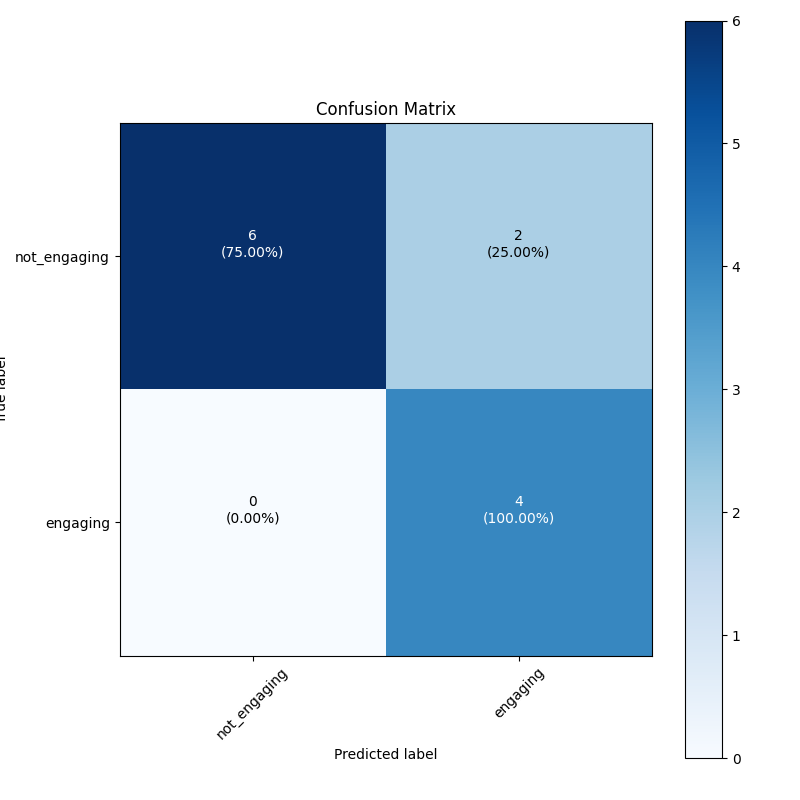 Confusion Matrix
6
(75.00%)
2
(25.00%)
not_engaging
0
(0.00%)
4
(100.00%)
engaging
not_engaging
engaging
Predicted label
label
6
5
4
3
2
1
0